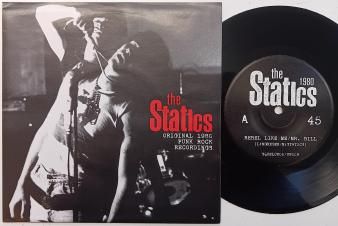 the
Statics
ORIGINAL 1980
PUNK ROCK
RECORDINGS
the
Statics
1980
A
45
REBEL LIKE ME/MR. BILL